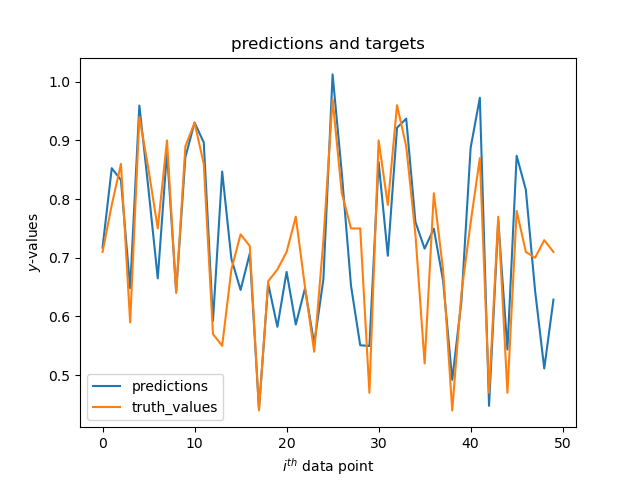 predictions and targets
1.0
0.9
0.8
0.7
0.6
0.5
y-values
predictions
truth_values
0
10
20
30
40
50
i^{th} data point